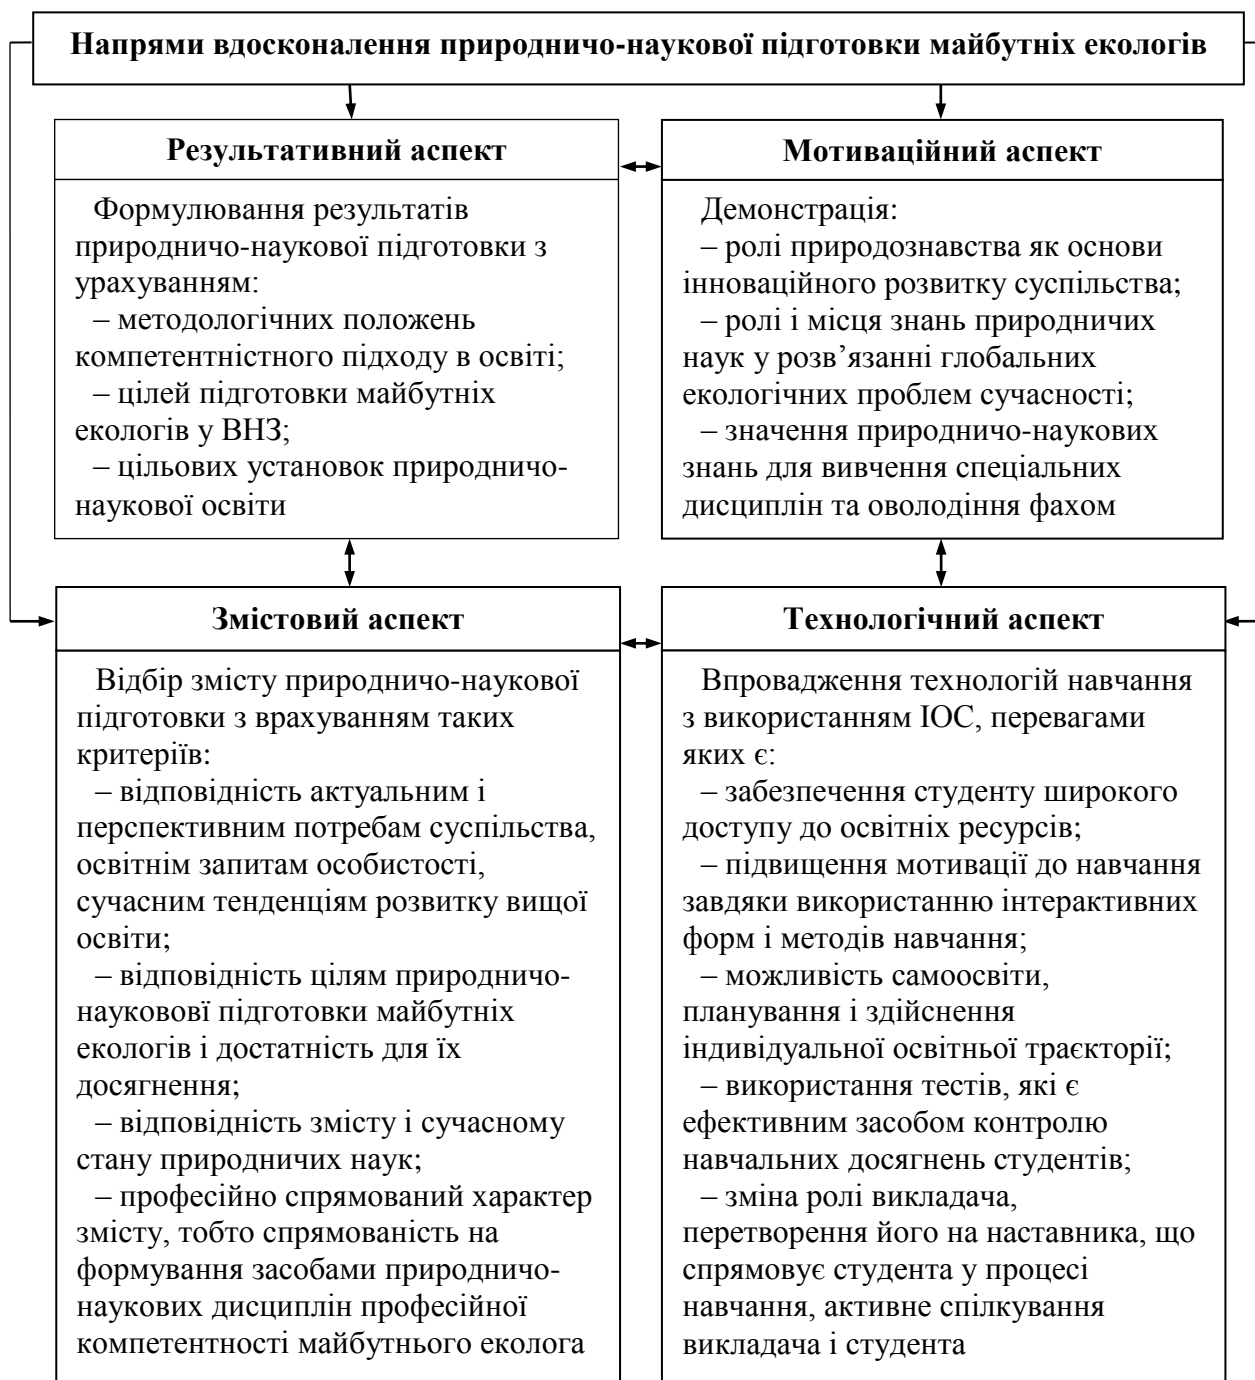 Напрями вдосконалення природничо-наукової підготовки майбутніх екологів
Результативний аспект
Формулювання результатів
природничо-наукової підготовки з
урахуванням:
– методологічних положень
компетентністного підходу в освіті;
– цілей підготовки майбутніх
екологів у ВНЗ;
– цільових установок природничо-
наукової освіти
Мотиваційний аспект
Демонстрація:
– ролі природознавства як основи
інноваційного розвитку суспільства;
– ролі і місця знань природничих
наук у розв’язанні глобальних
екологічних проблем сучасності;
– значення природничо-наукових
знань для вивчення спеціальних
дисциплін та оволодіння фахом
Змістовий аспект
Відбір змісту природничо-наукової
підготовки з врахуванням таких
критеріїв:
– відповідність актуальним і
перспективним потребам суспільства,
освітнім запитам особистості,
сучасним тенденціям розвитку вищої
освіти;
– відповідність цілям природничо-
науковові підготовки майбутніх
екологів і достатність для їх
досягнення;
– відповідність змісту і сучасному
стану природничих наук;
– професійно спрямований характер
змісту, тобто спрямованість на
формування засобами природничо-
наукових дисциплін професійної
компетентності майбутнього еколога
Технологічний аспект
Впровадження технологій навчання
з використанням ІОС, перевагами
яких є:
– забезпечення студенту широкого
доступу до освітніх ресурсів;
– підвищення мотивації до навчання
завдяки використанню інтерактивних
форм і методів навчання;
– можливість самоосвіти,
планування і здійснення
індивідуальної освітньої траєкторії;
– використання тестів, які є
ефективним засобом контролю
навчальних досягнень студентів;
– зміна ролі викладача,
перетворення його на наставника, що
спрямовує студента у процесі
навчання, активне спілкування
викладача і студента